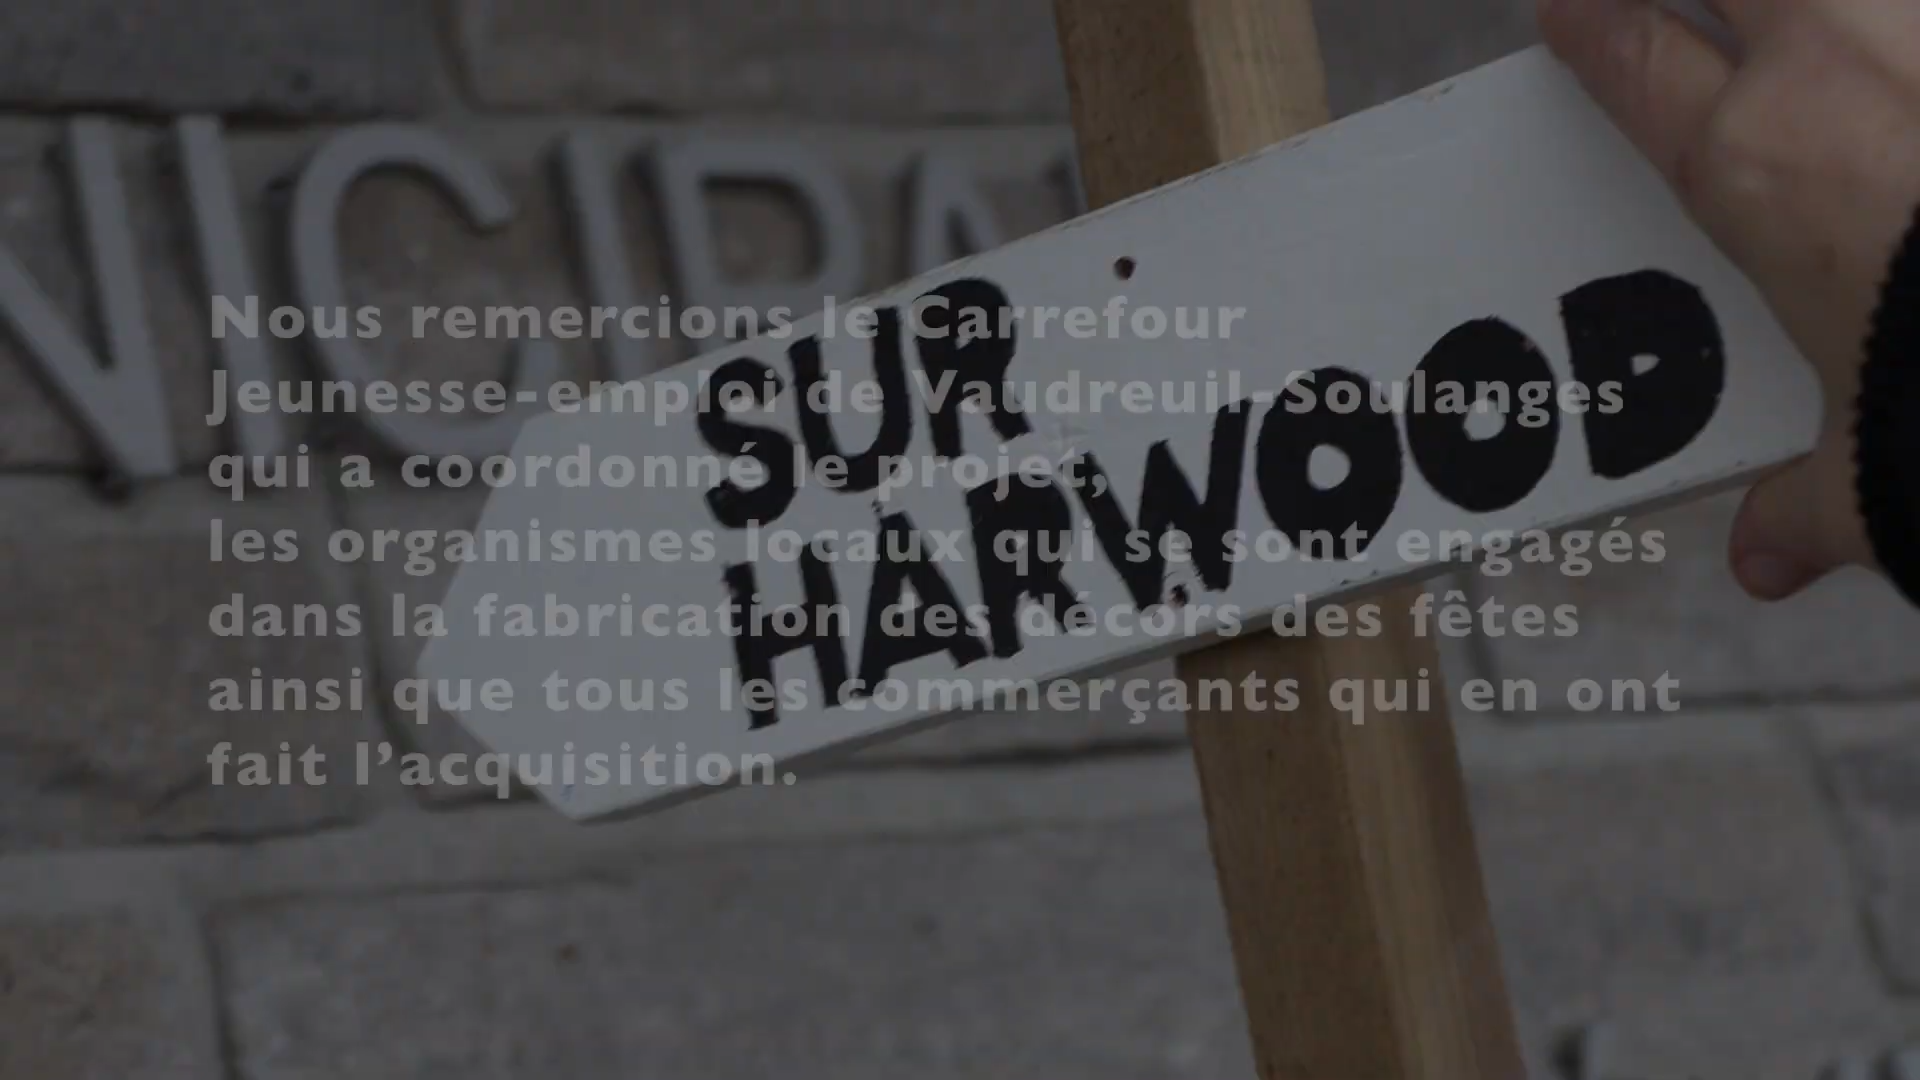 NICIPA
SUR
HARWOOD
Nous remercions le Carrefour
Jeunesse-emploi de Vaudreuil-Soulanges
qui a coordonné le projet,
les organismes locaux qui se sont engagés
dans la fabrication des décors des fêtes
ainsi que tous les commerçants qui en ont
fait l’acquisition.